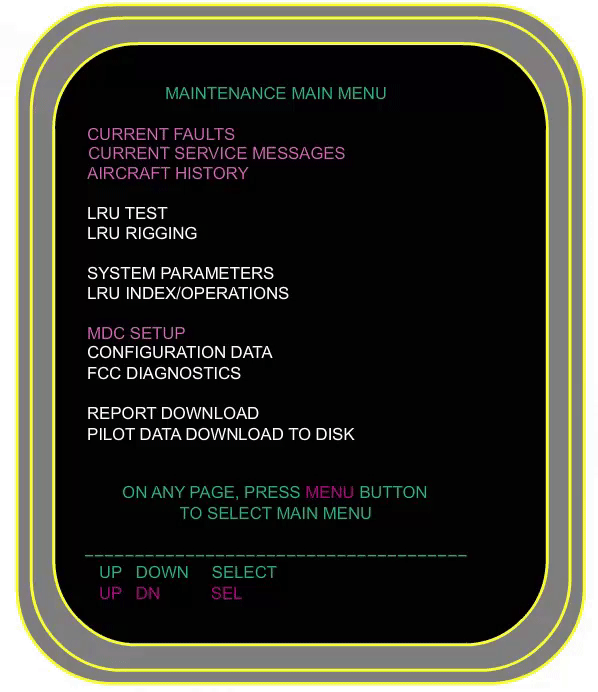 MAINTENANCE MAIN MENU
CURRENT FAULTS
CURRENT SERVICE MESSAGES
AIRCRAFT HISTORY
LRU TEST
LRU RIGGING
SYSTEM PARAMETERS
LRU INDEX/OPERATIONS
MDC SETUP
CONFIGURATION DATA
FCC DIAGNOSTICS
REPORT DOWNLOAD
PILOT DATA DOWNLOAD TO DISK
ON ANY PAGE, PRESS MENU BUTTON
TO SELECT MAIN MENU
UP DOWN SELECT
UP DN SEL